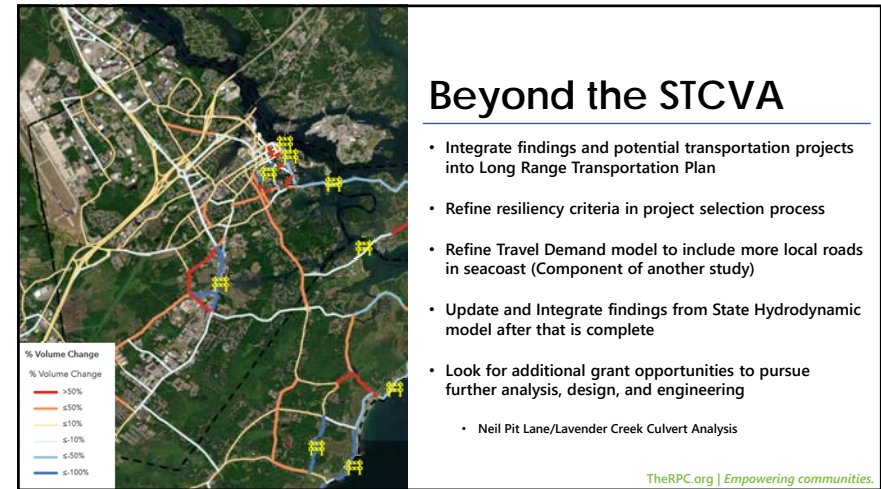 Beyond the STCVA
• Integrate findings and potential transportation projects
into Long Range Transportation Plan
• Refine resiliency criteria in project selection process
• Refine Travel Demand model to include more local roads
in seacoast (Component of another study)
• Update and Integrate findings from State Hydrodynamic
model after that is complete
• Look for additional grant opportunities to pursue
further analysis, design, and engineering
• Neil Pit Lane/Lavender Creek Culvert Analysis
% Volume Change
% Volume Change
>50%
≤50%
≤10%
≤-10%
≤-50%
≤-100%
TheRPC.org | Empowering communities.